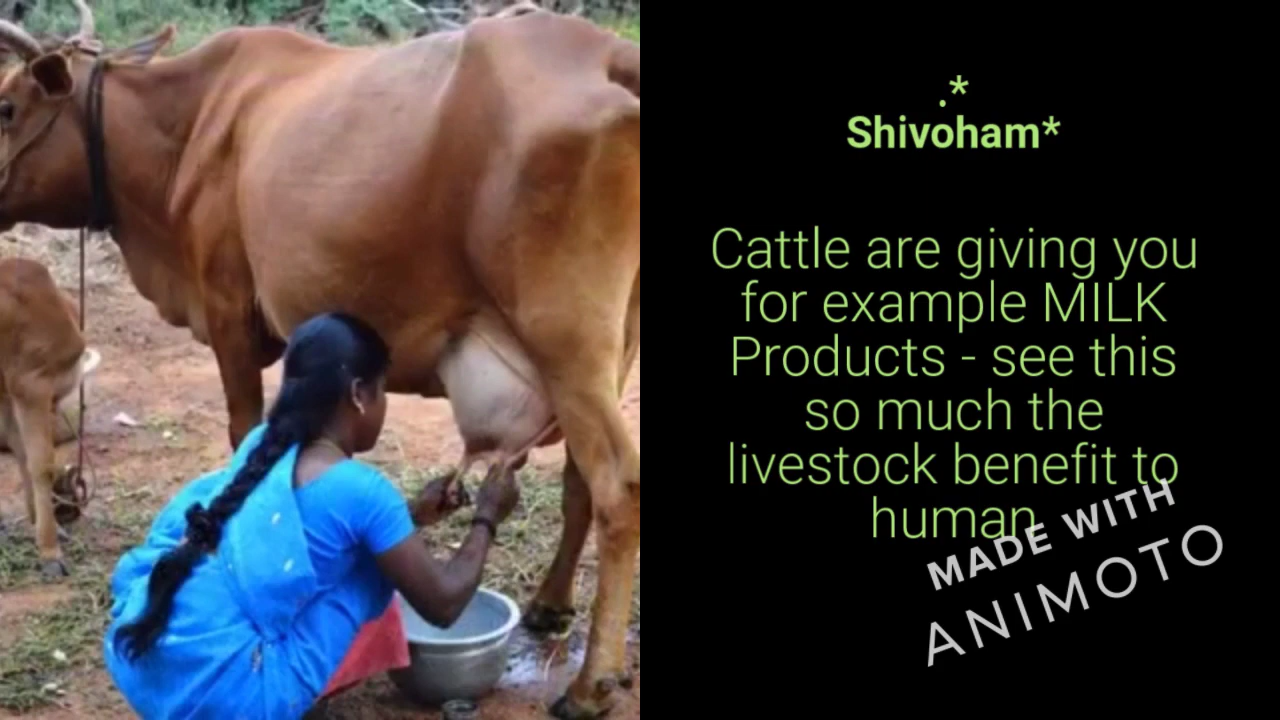 .*
Shivoham*
Cattle are giving you
for example MILK
Products - see this
so much the
livestock benefit to
human
MADE WITH
ANIMOTO